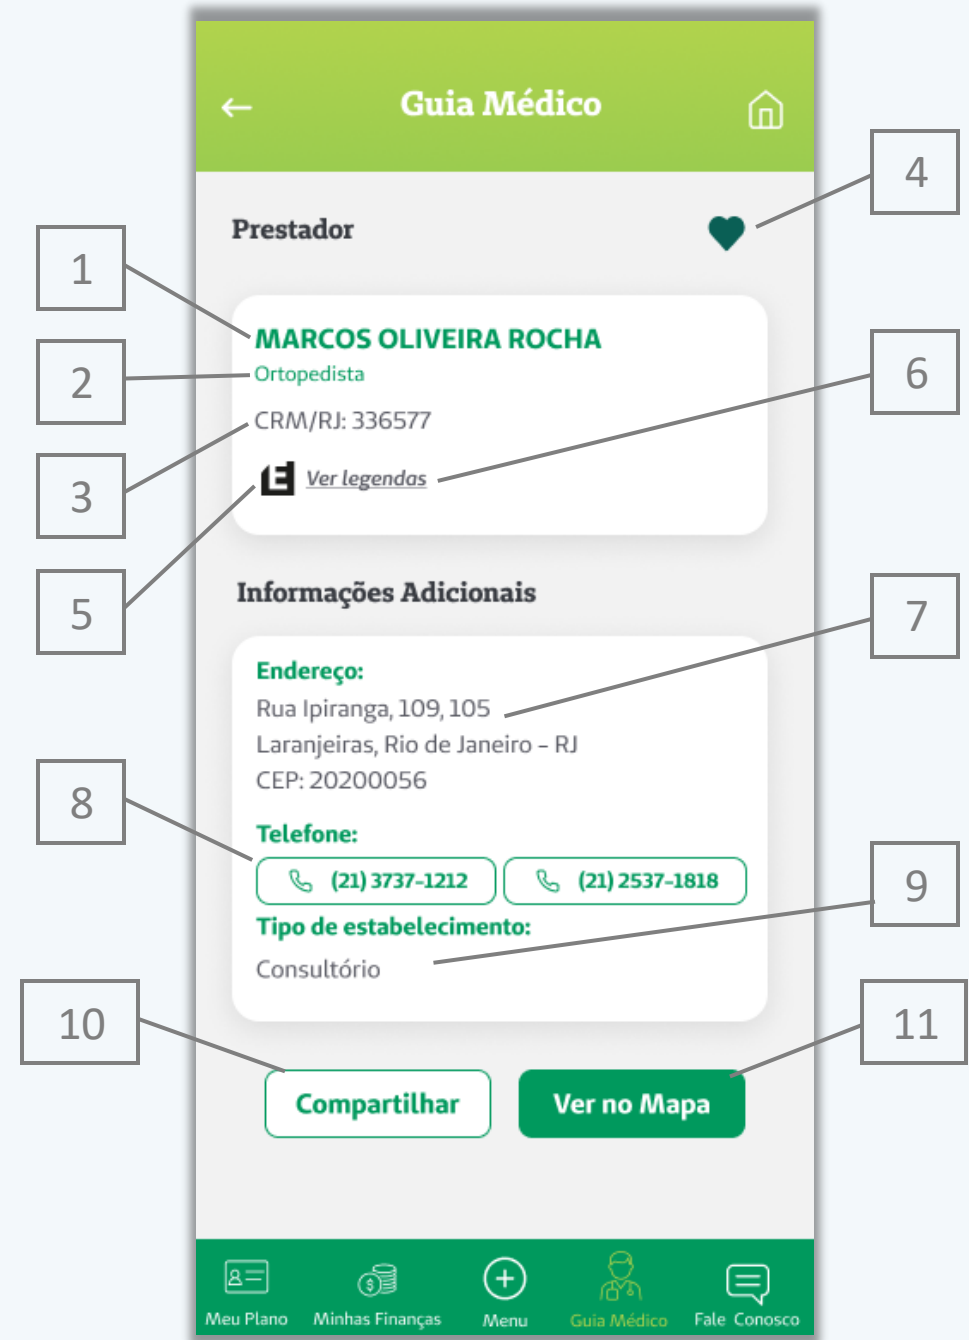 Guia Médico
4
Prestador
1
MARCOS OLIVEIRA ROCHA
6
2
Ortopedista
CRM/RJ: 336577
3
E Ver legendas
5
Informações Adicionais
7
Endereço:
Rua Ipiranga, 109, 105
Laranjeiras, Rio de Janeiro - RJ
CEP: 20200056
8
Telefone:
(21) 3737-1212 (21) 2537-1818
9
Tipo de estabelecimento:
Consultório
10
11
Compartilhar Ver no Mapa
Meu Plano Minhas Finanças Menu Guia Médico Fale Conosco